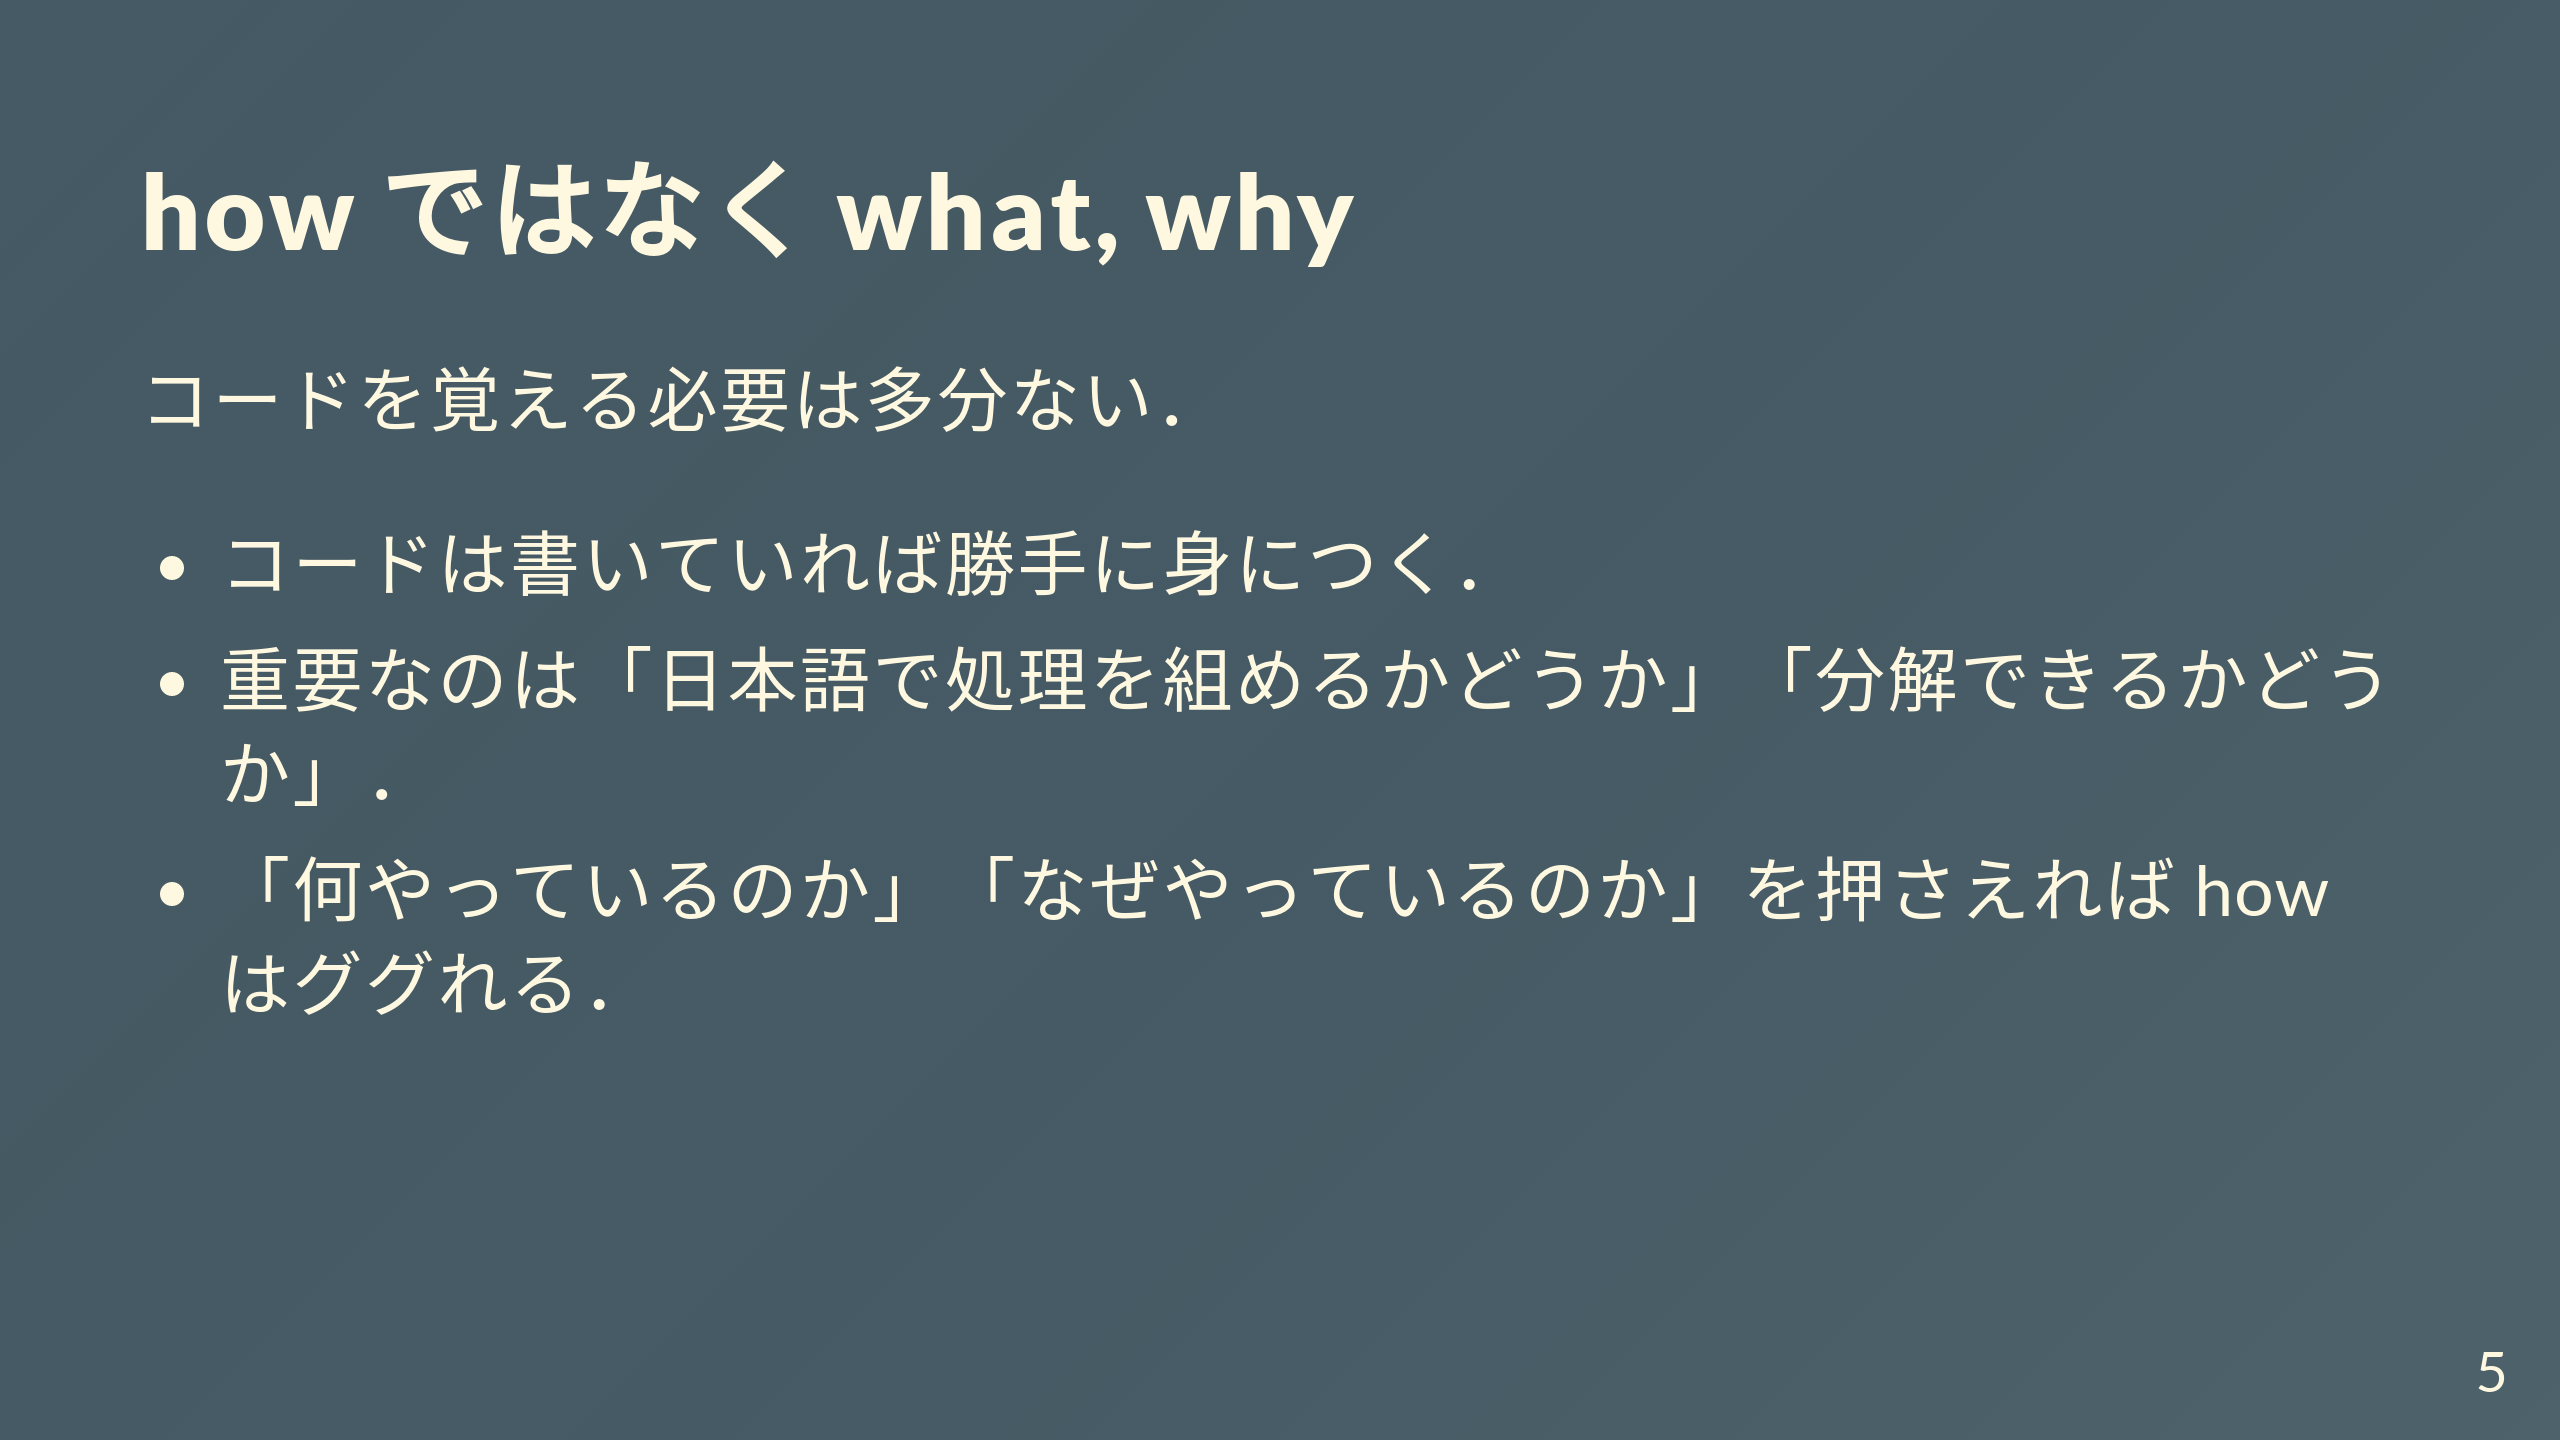 how ではなく what, why
コードを覚える必要は多分ない．
• コードは書いていれば勝手に身につく．
• 重要なのは「日本語で処理を組めるかどうか」「分解できるかどう
か」．
• 「何やっているのか」「なぜやっているのか」を押さえれば how
はググれる．
5